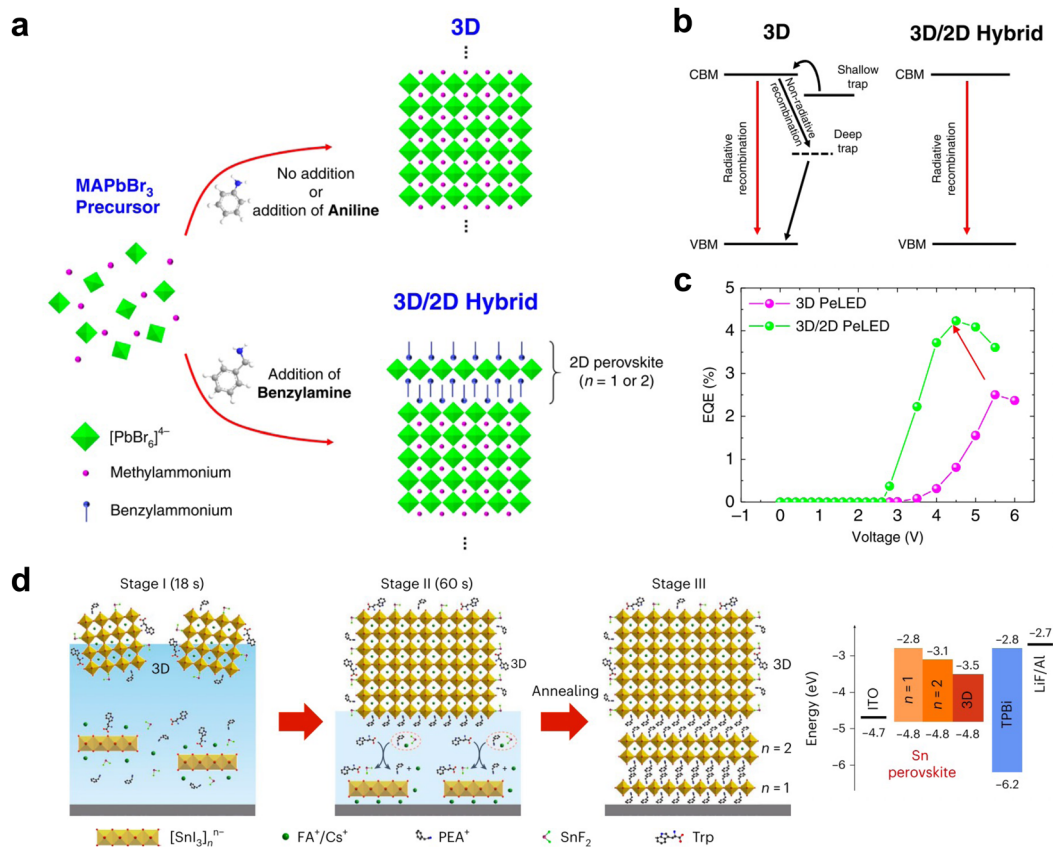 a
3D
MAPbBr3
Precursor
No addition
or
addition of Aniline
3D/2D Hybrid
2D perovskite
(n = 1 or 2)
Addition of
Benzylamine
[PbBr6]4–
Methylammonium
Benzylammonium
b
3D
3D/2D Hybrid
CBM
Shallow
trap
CBM
Radiative
recombination
Non-radiative
recombination
Deep
trap
Radiative
recombination
VBM
VBM
c
3D PeLED
3D/2D PeLED
EQE (%)
5
4
3
2
1
0
−1 0 1 2 3 4 5 6
Voltage (V)
d
Stage I (18 s)
Stage II (60 s)
Stage III
3D
3D
Annealing
3D
n = 2
n = 1
[SnI3]n n−
FA+/Cs+
PEA+
SnF2
Trp
Energy (eV)
−3
−4
−5
−6
ITO
−4.7
−2.8
n = 1
−4.8
−3.1
n = 2
−4.8
−3.5
3D
−4.8
Sn
perovskite
−2.8
TPBi
−6.2
−2.7
LiF/Al